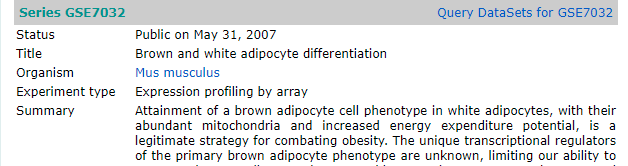 Series GSE7032 Query DataSets for GSE7032
Status Public on May 31, 2007
Title Brown and white adipocyte differentiation
Organism Mus musculus
Experiment type Expression profiling by array
Summary Attainment of a brown adipocyte cell phenotype in white adipocytes, with their
abundant mitochondria and increased energy expenditure potential, is a
legitimate strategy for combating obesity. The unique transcriptional regulators
of the primary brown adipocyte phenotype are unknown, limiting our ability to